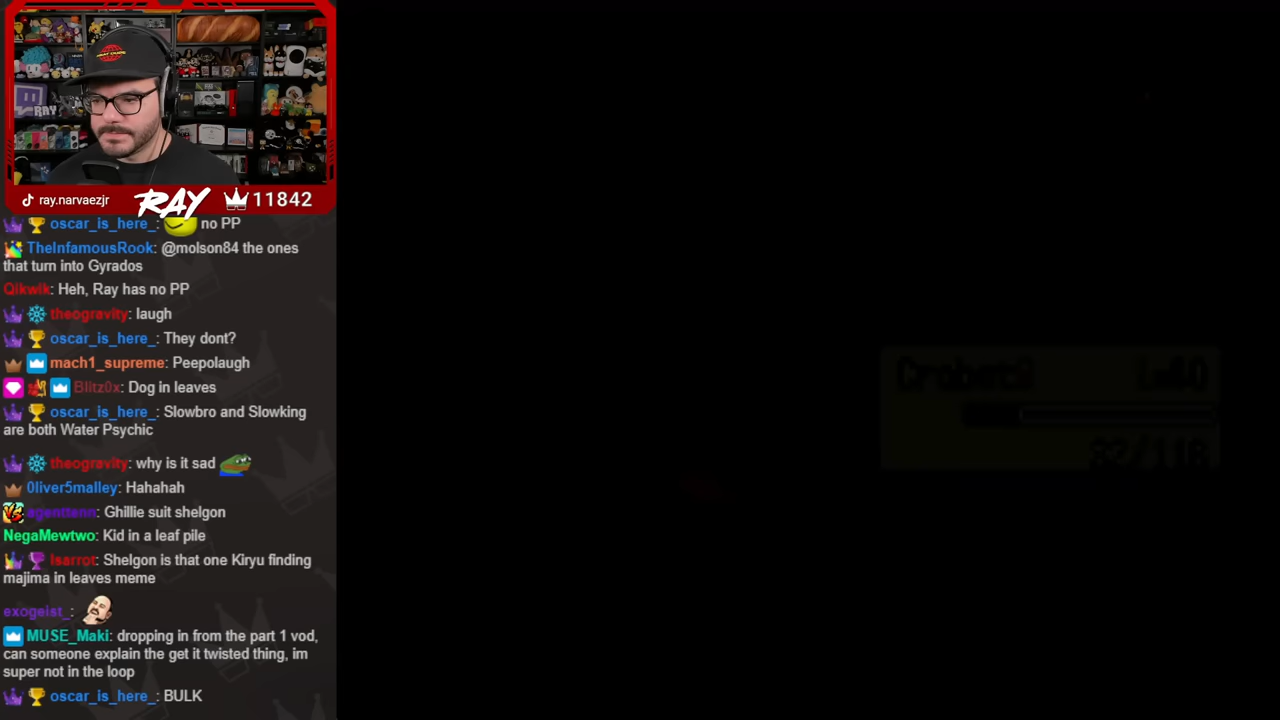 ray.narvaezjr RAY 11842
oscar_is_here_: no PP
TheInfamousRook: @molson84 the ones
that turn into Gyrados
Qikwik: Heh, Ray has no PP
theogravity: laugh
oscar_is_here_: They dont?
mach1_supreme: Peepolaugh
Blitz0x: Dog in leaves
oscar_is_here_: Slowbro and Slowking
are both Water Psychic
theogravity: why is it sad
0liver5malley: Hahahah
agenttann: Ghillie suit shelgon
NegaMewtwo: Kid in a leaf pile
lsarrot: Shelgon is that one Kiryu finding
majima in leaves meme
exogeist_:
MUSE_Maki: dropping in from the part 1 vod,
can someone explain the get it twisted thing, im
super not in the loop
oscar_is_here_: BULK
32/118